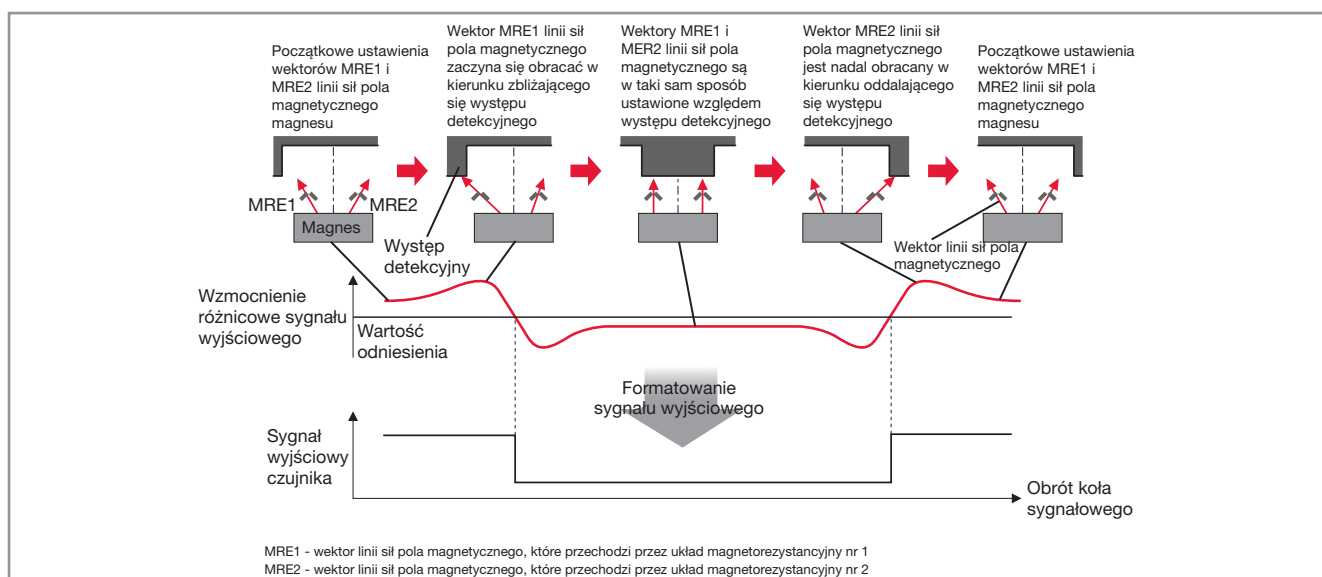 Początkowe ustawienia
wektorów MRE1 i
MRE2 linii sił pola
magnetycznego
magnesu
Wektor MRE1 linii sił
pola magnetycznego
zaczyna się obracać w
kierunku zbliżającego
się występu
detekcyjnego
Wektory MRE1 i
MER2 linii sił pola
magnetycznego są
w taki sam sposób
ustawione względem
występu detekcyjnego
Wektor MRE2 linii sił
pola magnetycznego
jest nadal obracany w
kierunku oddalającego
się występu
detekcyjnego
Początkowe ustawienia
wektorów MRE1 i
MRE2 linii sił pola
magnetycznego
magnesu
MRE1
MRE2
Magnes
Występ
detekcyjny
Wektor linii sił pola
magnetycznego
Wzmocnienie
różnicowe sygnału
wyjściowego
Wartość
odniesienia
Formatowanie
sygnału wyjściowego
Sygnał
wyjściowy
czujnika
Obrót koła
sygnałowego
MRE1 - wektor linii sił pola magnetycznego, które przechodzi przez układ magnetorezystancyjny nr 1
MRE2 - wektor linii sił pola magnetycznego, które przechodzi przez układ magnetorezystancyjny nr 2